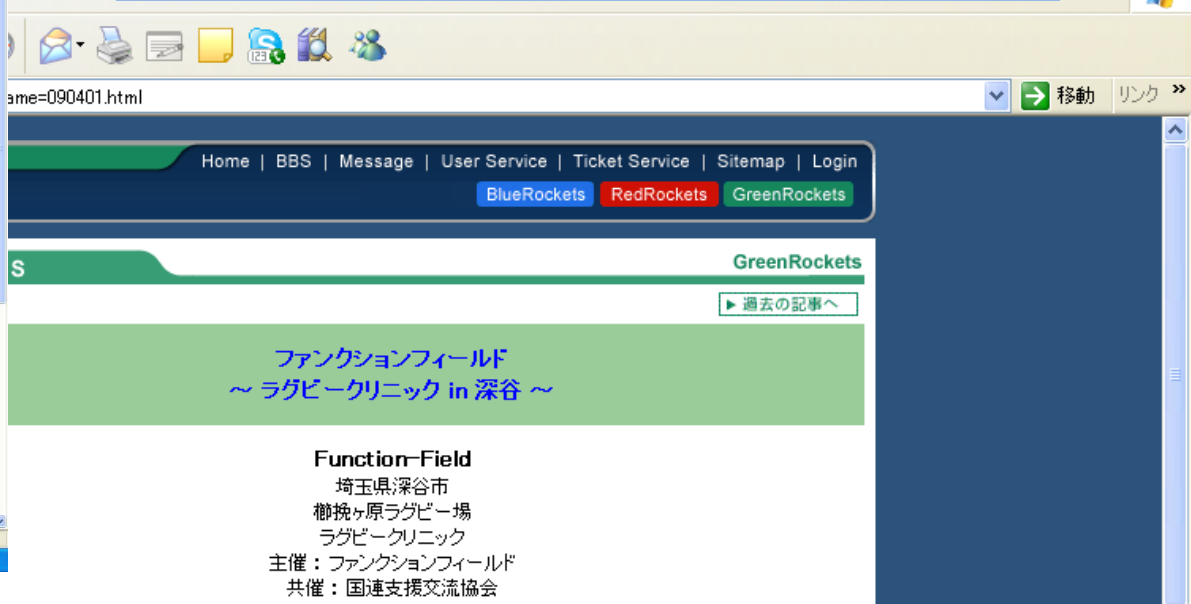 ame=090401.html
移動 リンク »
Home | BBS | Message | User Service | Ticket Service | Sitemap | Login
BlueRockets RedRockets GreenRockets
S
GreenRockets
過去の記事へ
ファンクションフィールド
～ ラグビークリニック in 深谷 ～
Function-Field
埼玉県深谷市
櫛挽ヶ原ラグビー場
ラグビークリニック
主催：ファンクションフィールド
共催：国連支援交流協会